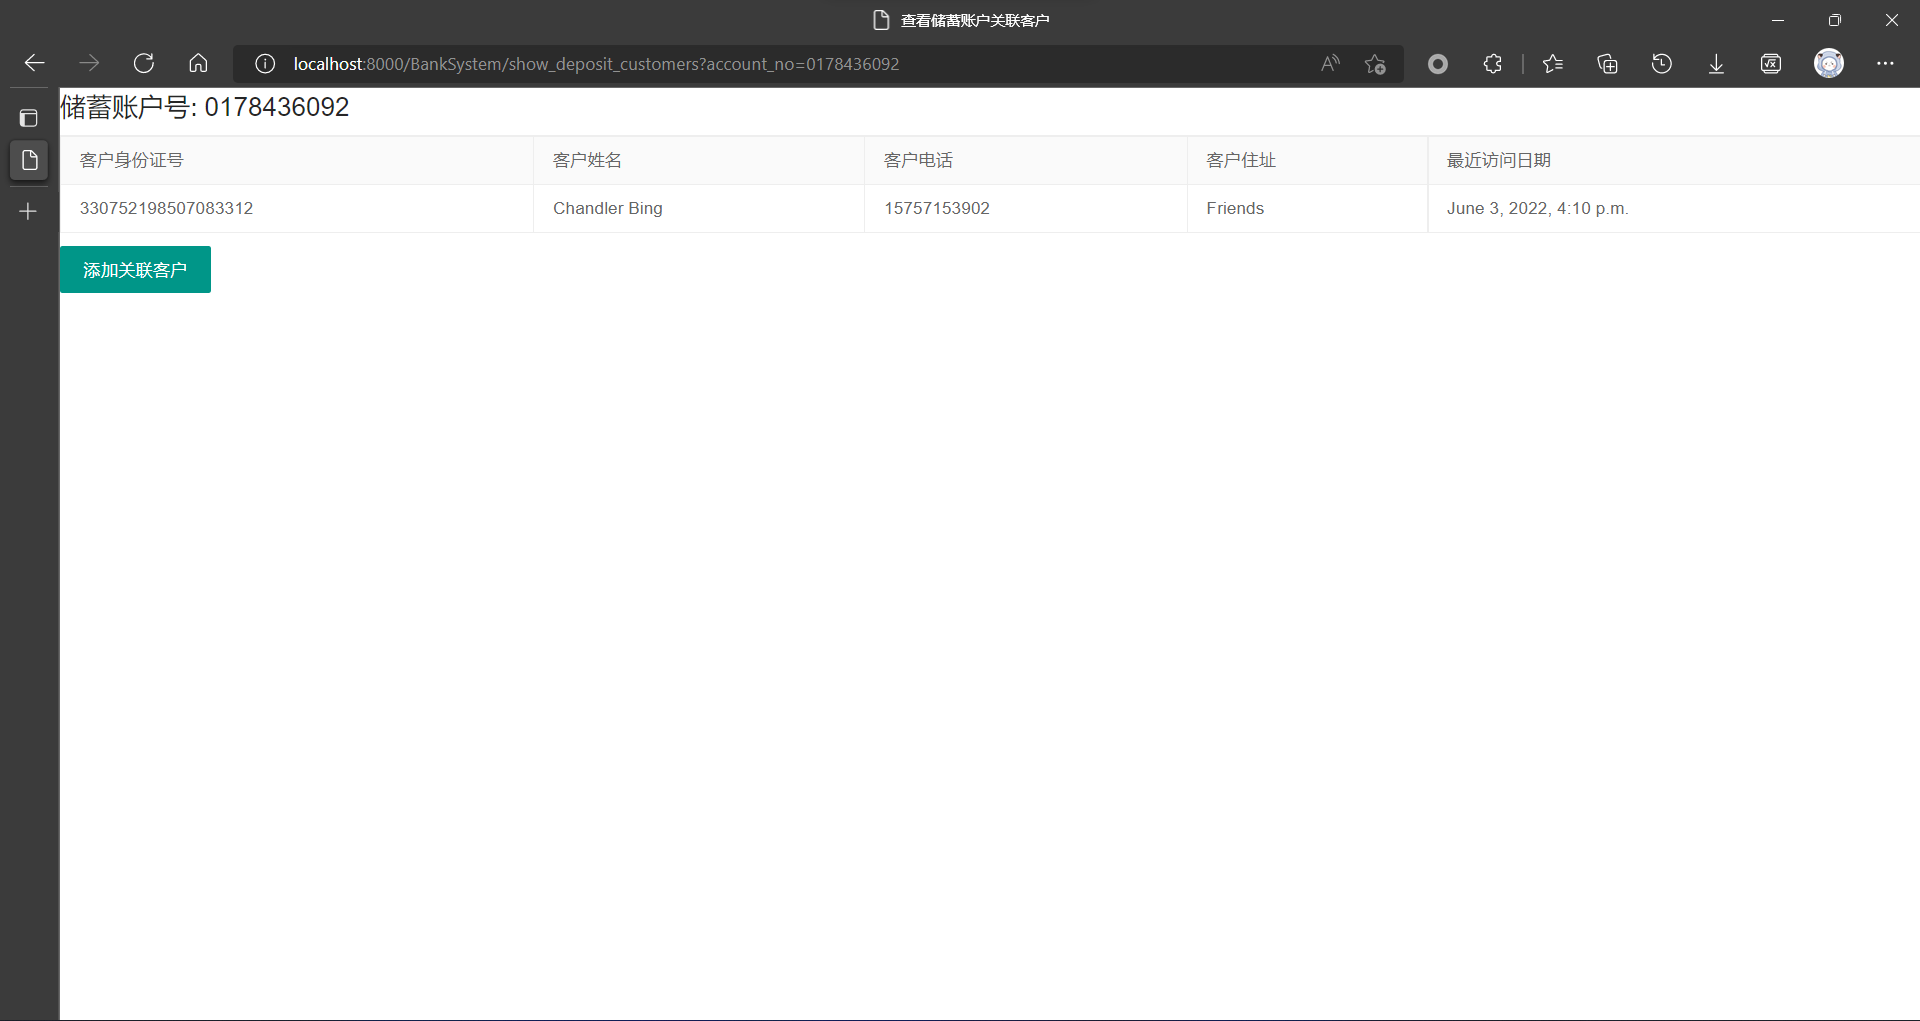 查看储蓄账户关联客户
localhost:8000/BankSystem/show_deposit_customers?account_no=0178436092
储蓄账户号: 0178436092
客户身份证号 客户姓名 客户电话 客户住址 最近访问日期
330752198507083312 Chandler Bing 15757153902 Friends June 3, 2022, 4:10 p.m.
添加关联客户